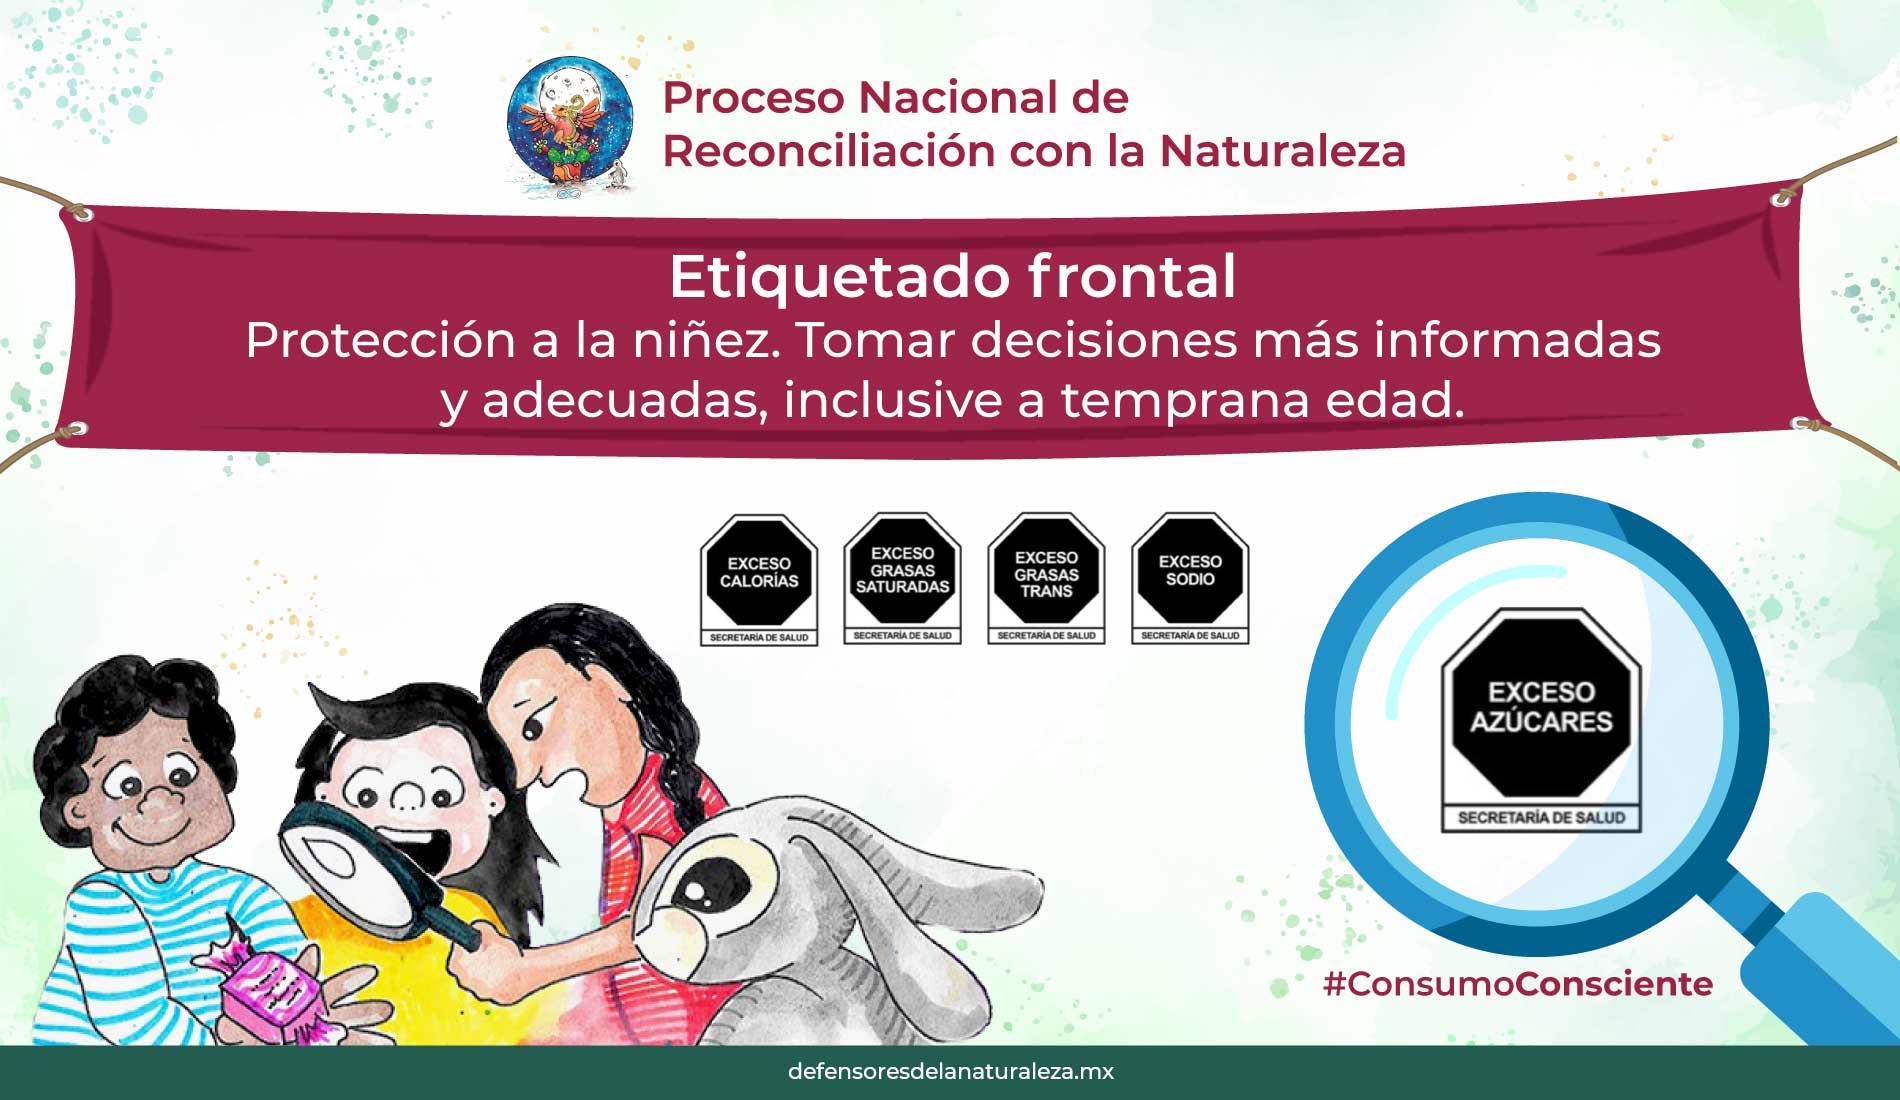 Proceso Nacional de
Reconciliación con la Naturaleza
Etiquetado frontal
Protección a la niñez. Tomar decisiones más informadas
y adecuadas, inclusive a temprana edad.
EXCESO
CALORÍAS
SECRETARÍA DE SALUD
EXCESO
GRASAS
SATURADAS
SECRETARÍA DE SALUD
EXCESO
GRASAS
TRANS
SECRETARÍA DE SALUD
EXCESO
SODIO
SECRETARÍA DE SALUD
EXCESO
AZÚCARES
SECRETARÍA DE SALUD
#ConsumoConsciente
defensoresdelanaturaleza.mx